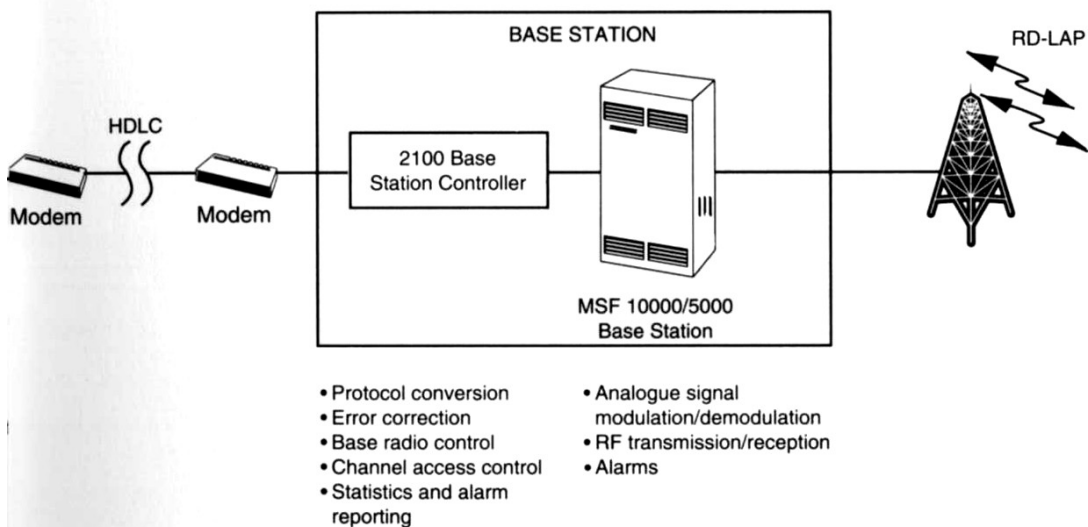 BASE STATION
RD-LAP
HDLC
2100 Base
Station Controller
Modem
Modem
MSF 10000/5000
Base Station
• Protocol conversion
• Error correction
• Base radio control
• Channel access control
• Statistics and alarm
reporting
• Analogue signal
modulation/demodulation
• RF transmission/reception
• Alarms